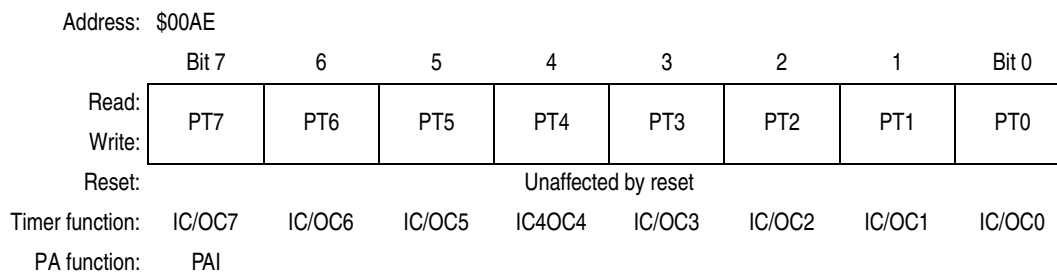 Address: $00AE
Bit 7 6 5 4 3 2 1 Bit 0
Read:
PT7 PT6 PT5 PT4 PT3 PT2 PT1 PT0
Write:
Reset: Unaffected by reset
Timer function: IC/OC7 IC/OC6 IC/OC5 IC4OC4 IC/OC3 IC/OC2 IC/OC1 IC/OC0
PA function: PAI